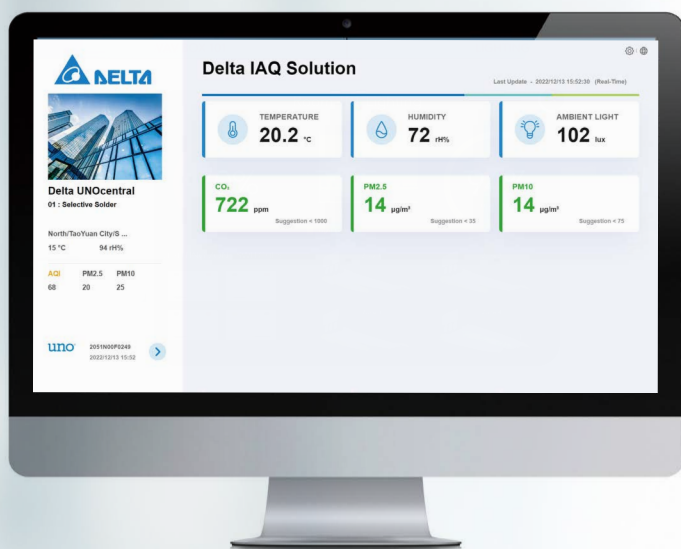 DELTA
Delta UNOcentral
01 : Selective Solder
North/TaoYuan City/S ...
15 °C 94 rH%
AQI PM2.5 PM10
68 20 25
uno
2051N00F0249
2022/12/13 15:52
Delta IAQ Solution
Last Update - 2022/12/13 15:52:30 (Real-Time)
TEMPERATURE
20.2 °C
HUMIDITY
72 rH%
AMBIENT LIGHT
102 lux
CO₂
722 ppm
Suggestion < 1000
PM2.5
14 µg/m³
Suggestion < 35
PM10
14 µg/m³
Suggestion < 75